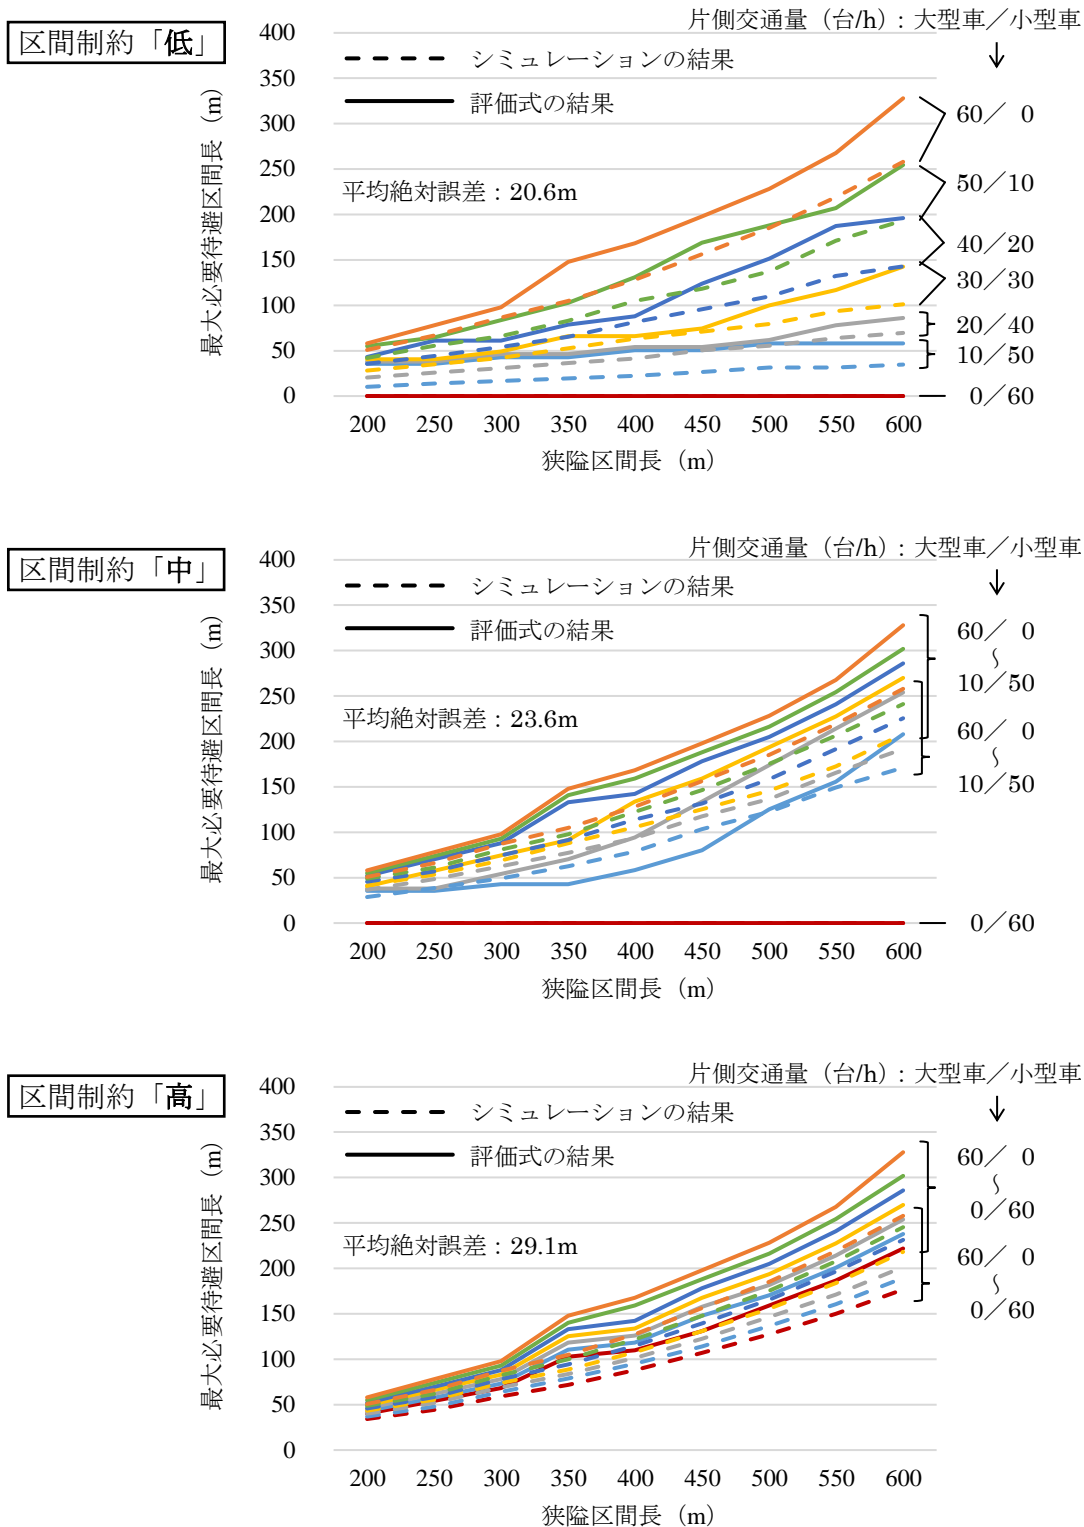 区間制約「低」
片側交通量（台/h）：大型車／小型車
400
350
300
250
200
150
100
50
0
最大必要待避区間長（m）
シミュレーションの結果
評価式の結果
平均絶対誤差：20.6m
60／ 0
50／10
40／20
30／30
20／40
10／50
0／60
200 250 300 350 400 450 500 550 600
狭隘区間長（m）
区間制約「中」
片側交通量（台/h）：大型車／小型車
400
350
300
250
200
150
100
50
0
最大必要待避区間長（m）
シミュレーションの結果
評価式の結果
平均絶対誤差：23.6m
60／ 0
～
10／50
60／ 0
～
10／50
0／60
200 250 300 350 400 450 500 550 600
狭隘区間長（m）
区間制約「高」
片側交通量（台/h）：大型車／小型車
400
350
300
250
200
150
100
50
0
最大必要待避区間長（m）
シミュレーションの結果
評価式の結果
平均絶対誤差：29.1m
60／ 0
～
0／60
60／ 0
～
0／60
200 250 300 350 400 450 500 550 600
狭隘区間長（m）